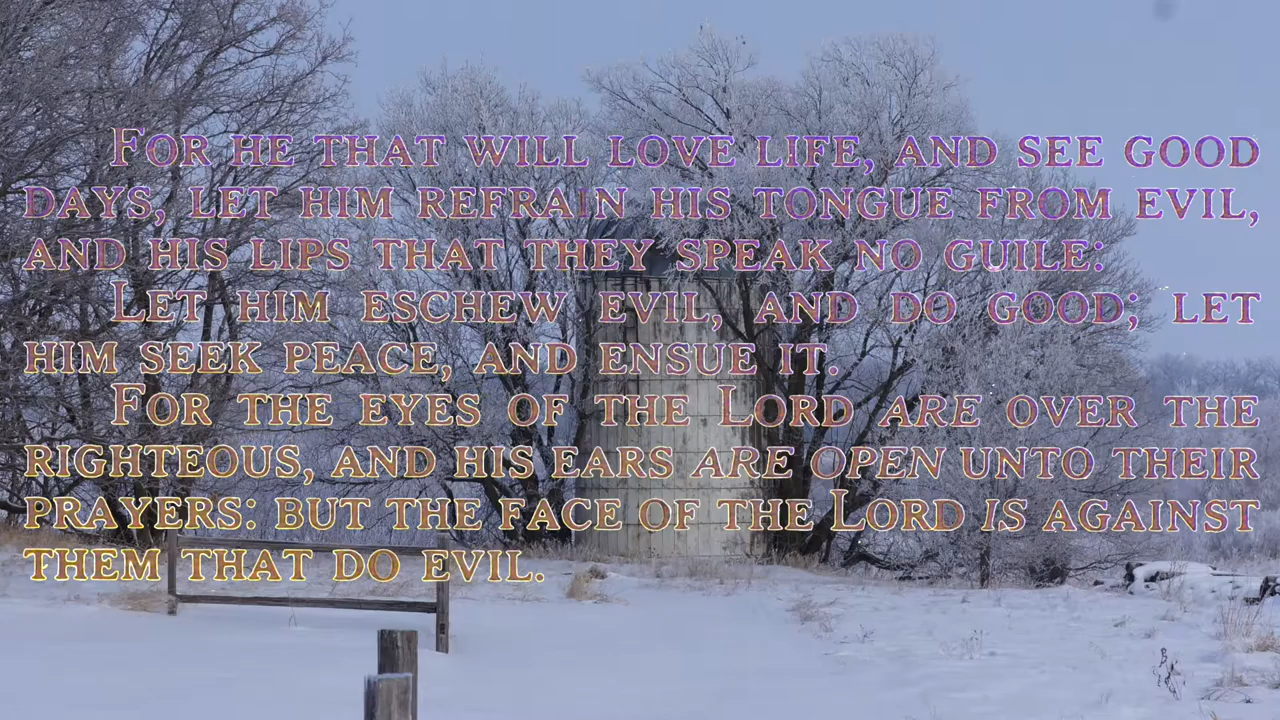 For he that will love life, and see good
days, let him refrain his tongue from evil,
and his lips that they speak no guile:
Let him eschew evil, and do good; let
him seek peace, and ensue it.
For the eyes of the Lord are over the
righteous, and his ears are open unto their
prayers: but the face of the Lord is against
them that do evil.